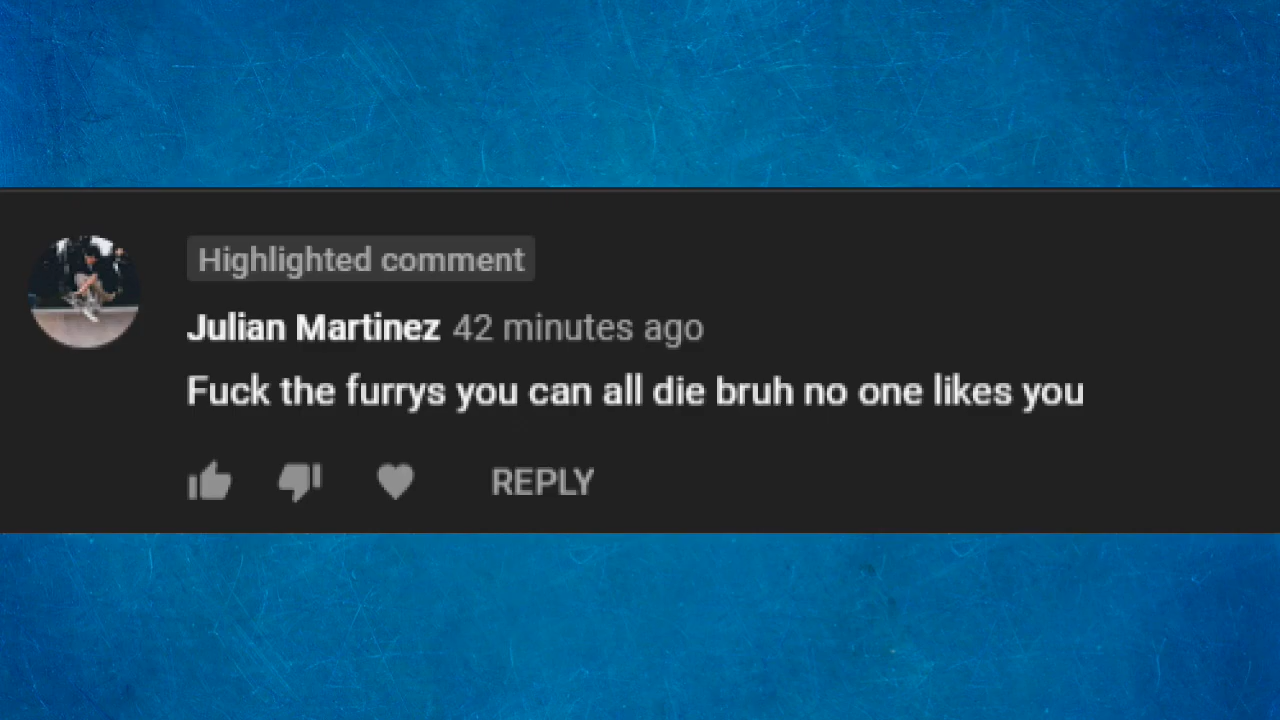 Highlighted comment
Julian Martinez 42 minutes ago
Fuck the furrys you can all die bruh no one likes you
REPLY